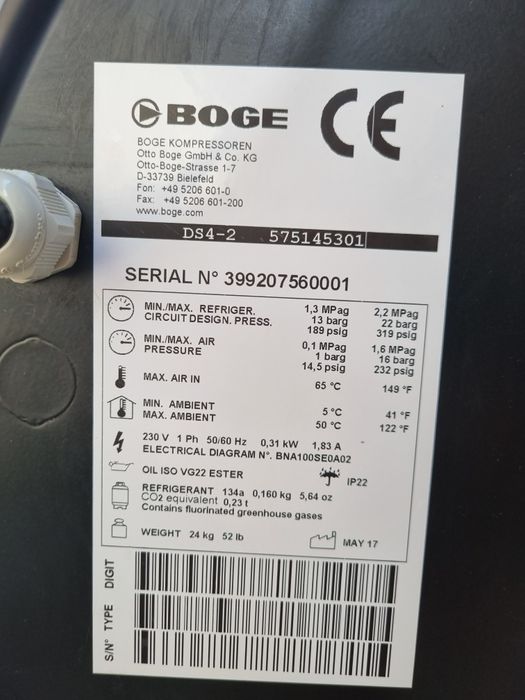 BOGE CE
BOGE KOMPRESSOREN
Otto Boge GmbH & Co. KG
Otto-Boge-Strasse 1-7
D-33739 Bielefeld
Fon: +49 5206 601-0
Fax: +49 5206 601-200
www.boge.com
DS4-2 575145301
SERIAL N° 399207560001
MIN./MAX. REFRIGER. 1,3 MPag 2,2 MPag
CIRCUIT DESIGN. PRESS. 13 barg 22 barg
189 psig 319 psig
MIN./MAX. AIR 0,1 MPag 1,6 MPag
PRESSURE 1 barg 16 barg
14,5 psig 232 psig
MAX. AIR IN 65 °C 149 °F
MIN. AMBIENT 5 °C 41 °F
MAX. AMBIENT 50 °C 122 °F
230 V 1 Ph 50/60 Hz 0,31 kW 1,83 A
ELECTRICAL DIAGRAM N°. BNA100SE0A02
OIL ISO VG22 ESTER IP22
REFRIGERANT 134a 0,160 kg 5,64 oz
CO2 equivalent 0,23 t
Contains fluorinated greenhouse gases
WEIGHT 24 kg 52 lb MAY 17
DIGIT
TYPE
S/N°